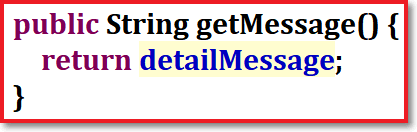 public String getMessage() {
    return detailMessage;
}